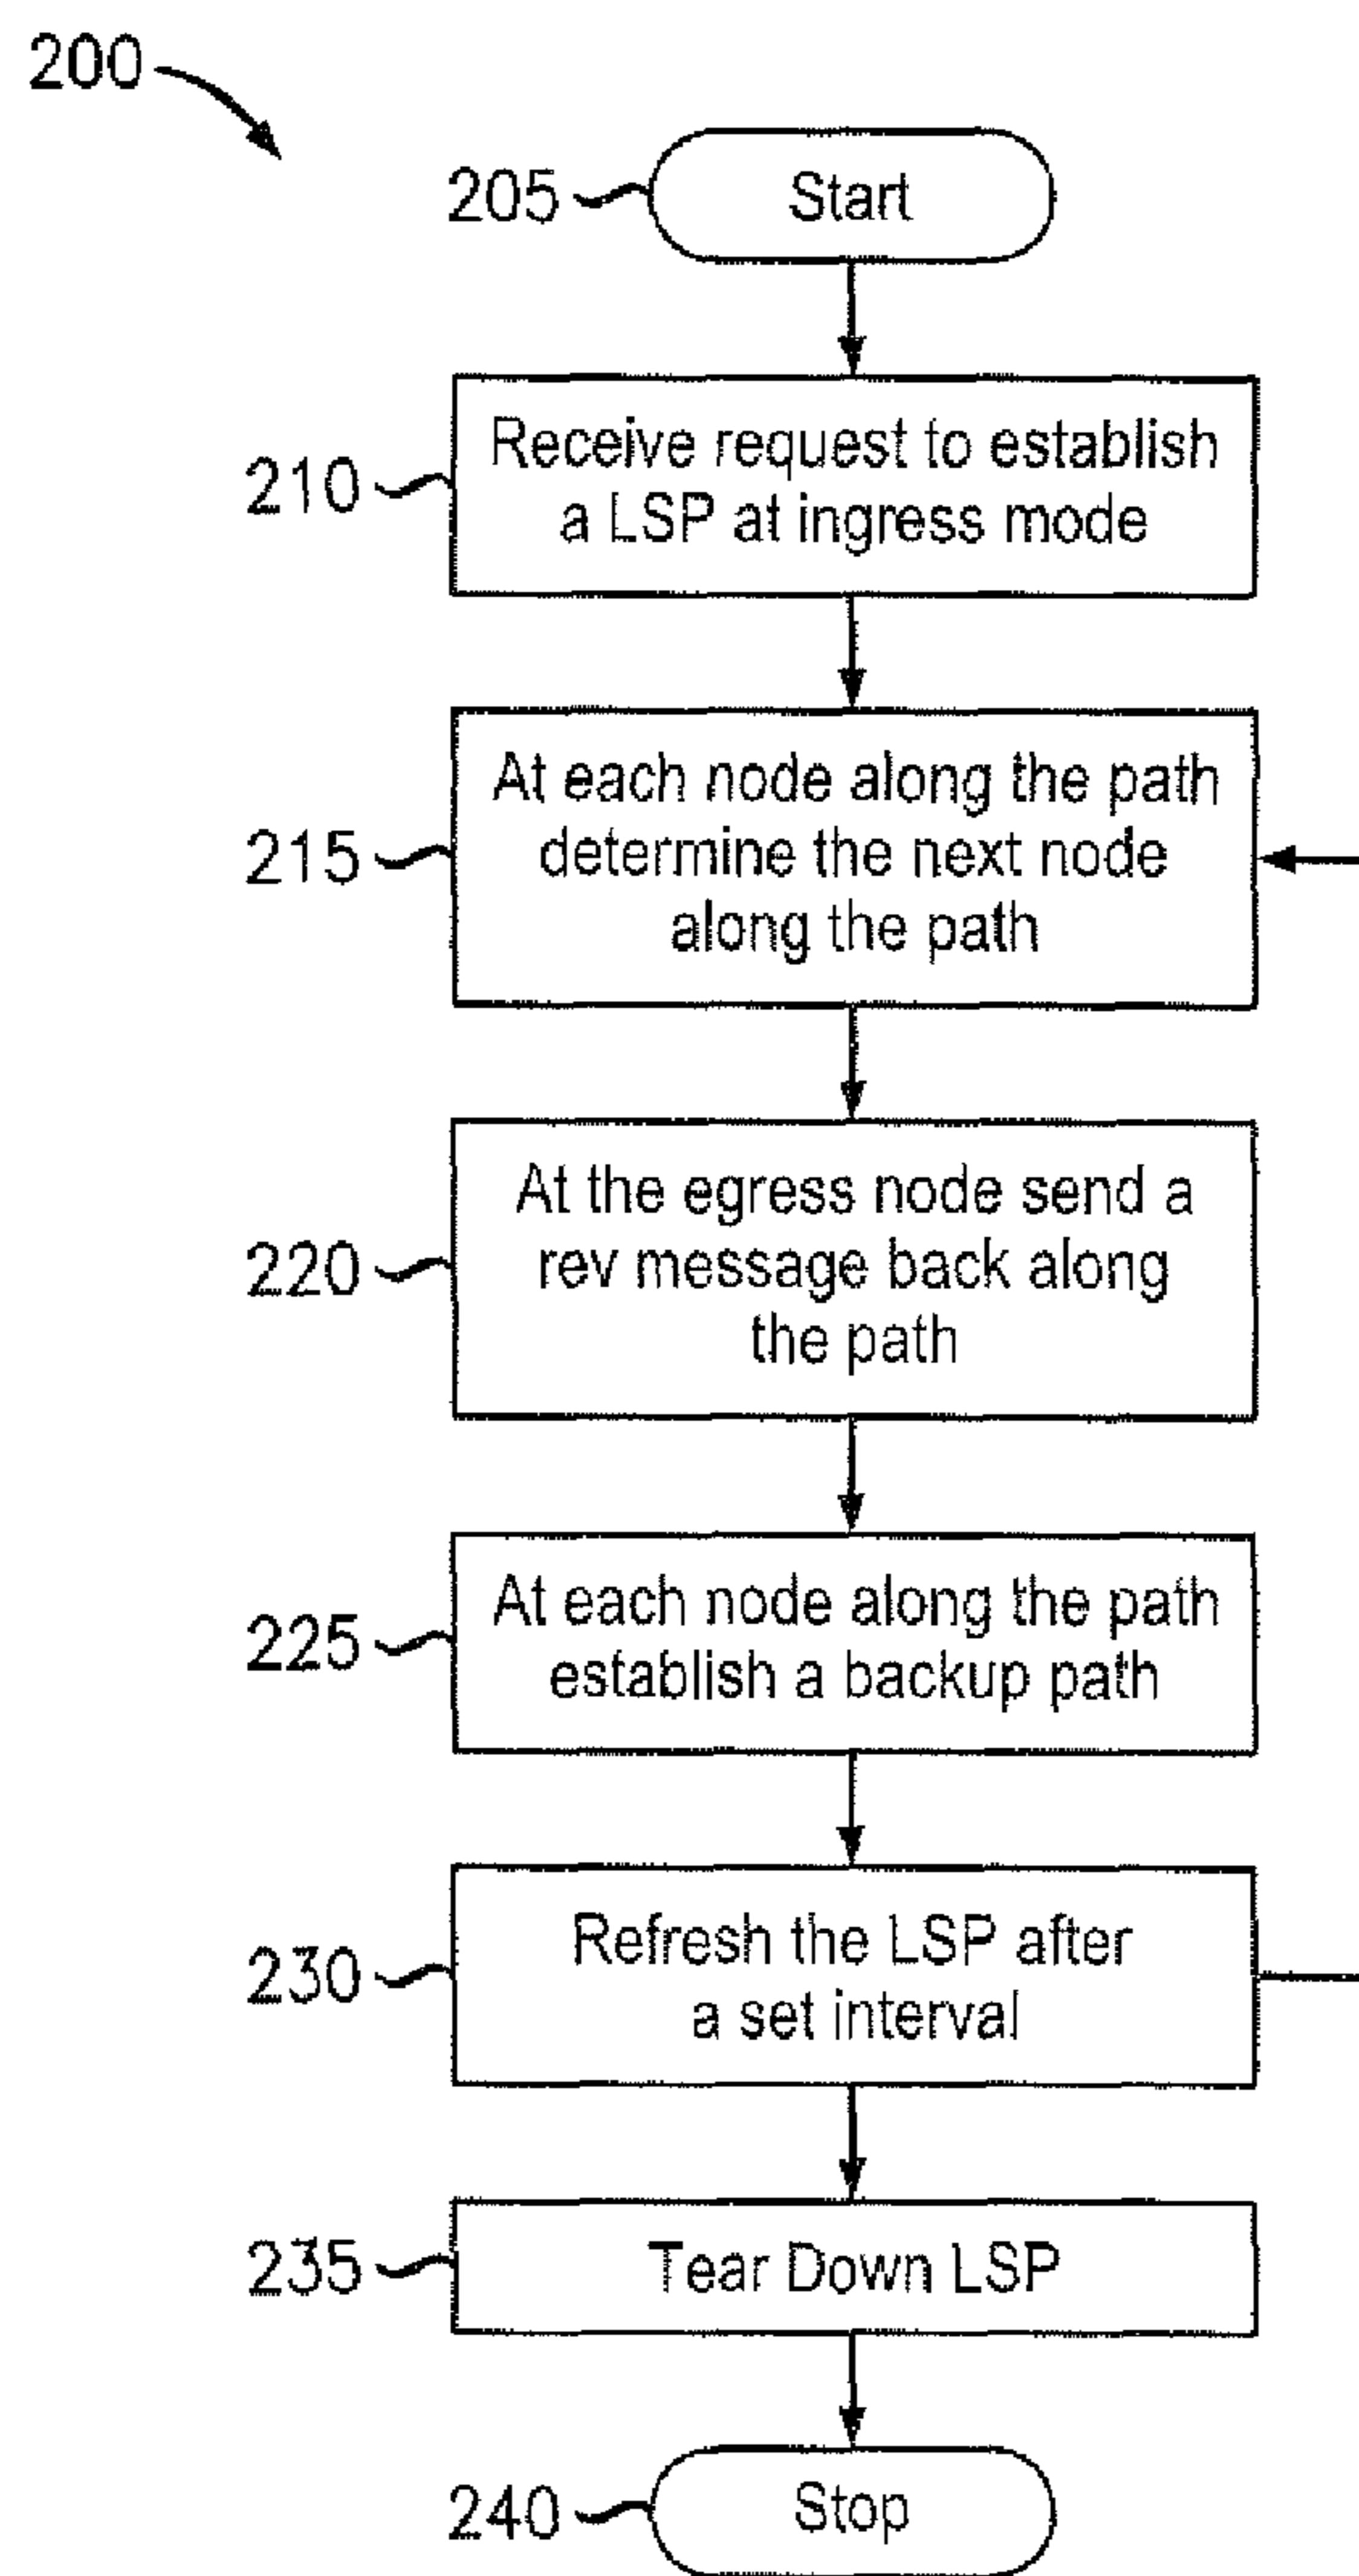 200
205
Start
210
Receive request to establish
a LSP at ingress mode
215
At each node along the path
determine the next node
along the path
220
At the egress node send a
rev message back along
the path
225
At each node along the path
establish a backup path
230
Refresh the LSP after
a set interval
235
Tear Down LSP
240
Stop